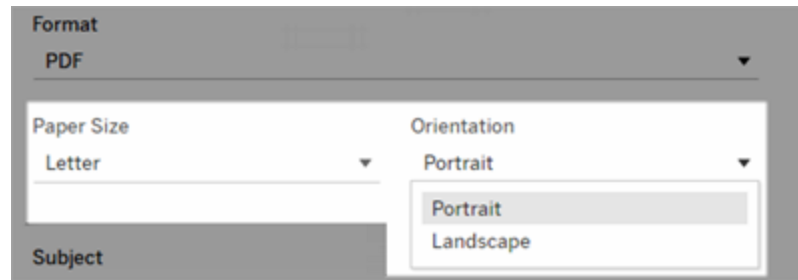 Format
PDF
Paper Size
Letter
Orientation
Portrait
Portrait
Landscape
Subject